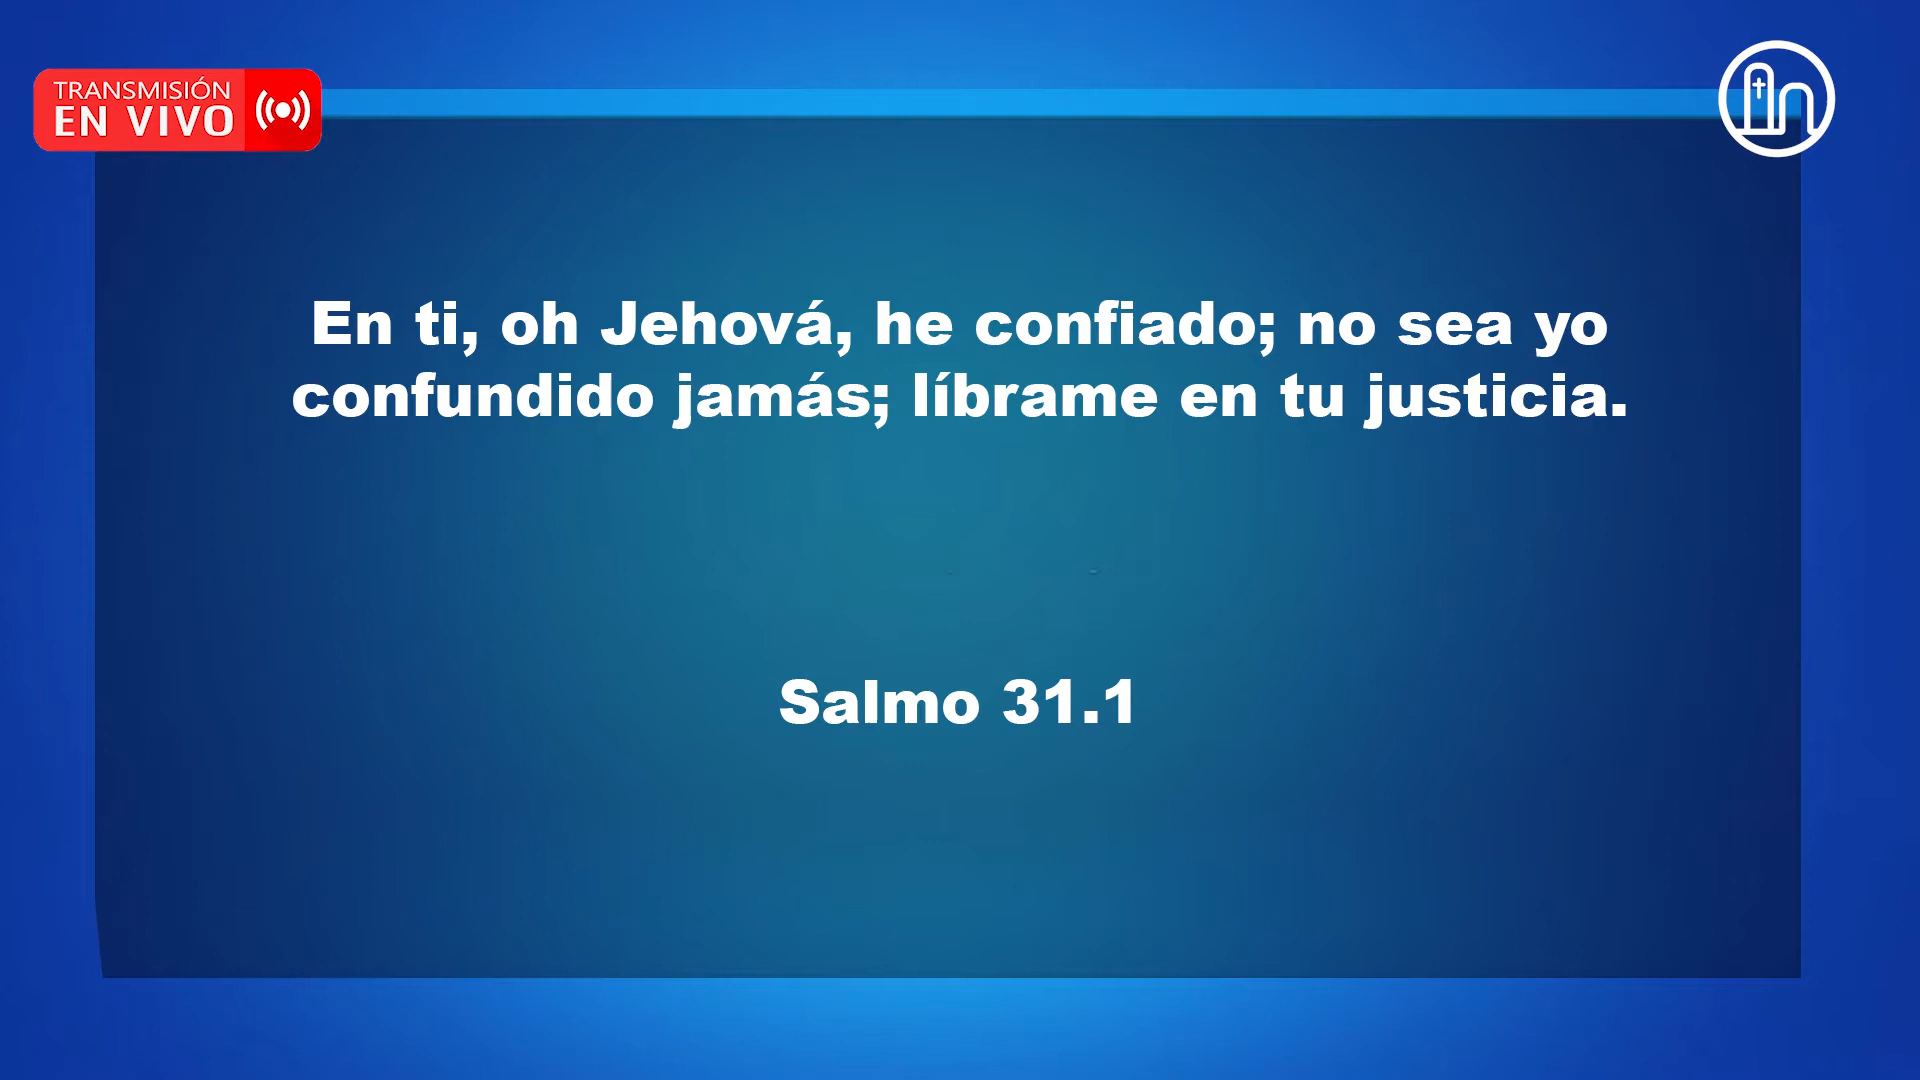 TRANSMISIÓN
EN VIVO
En ti, oh Jehová, he confiado; no sea yo
confundido jamás; líbrame en tu justicia.
Salmo 31.1